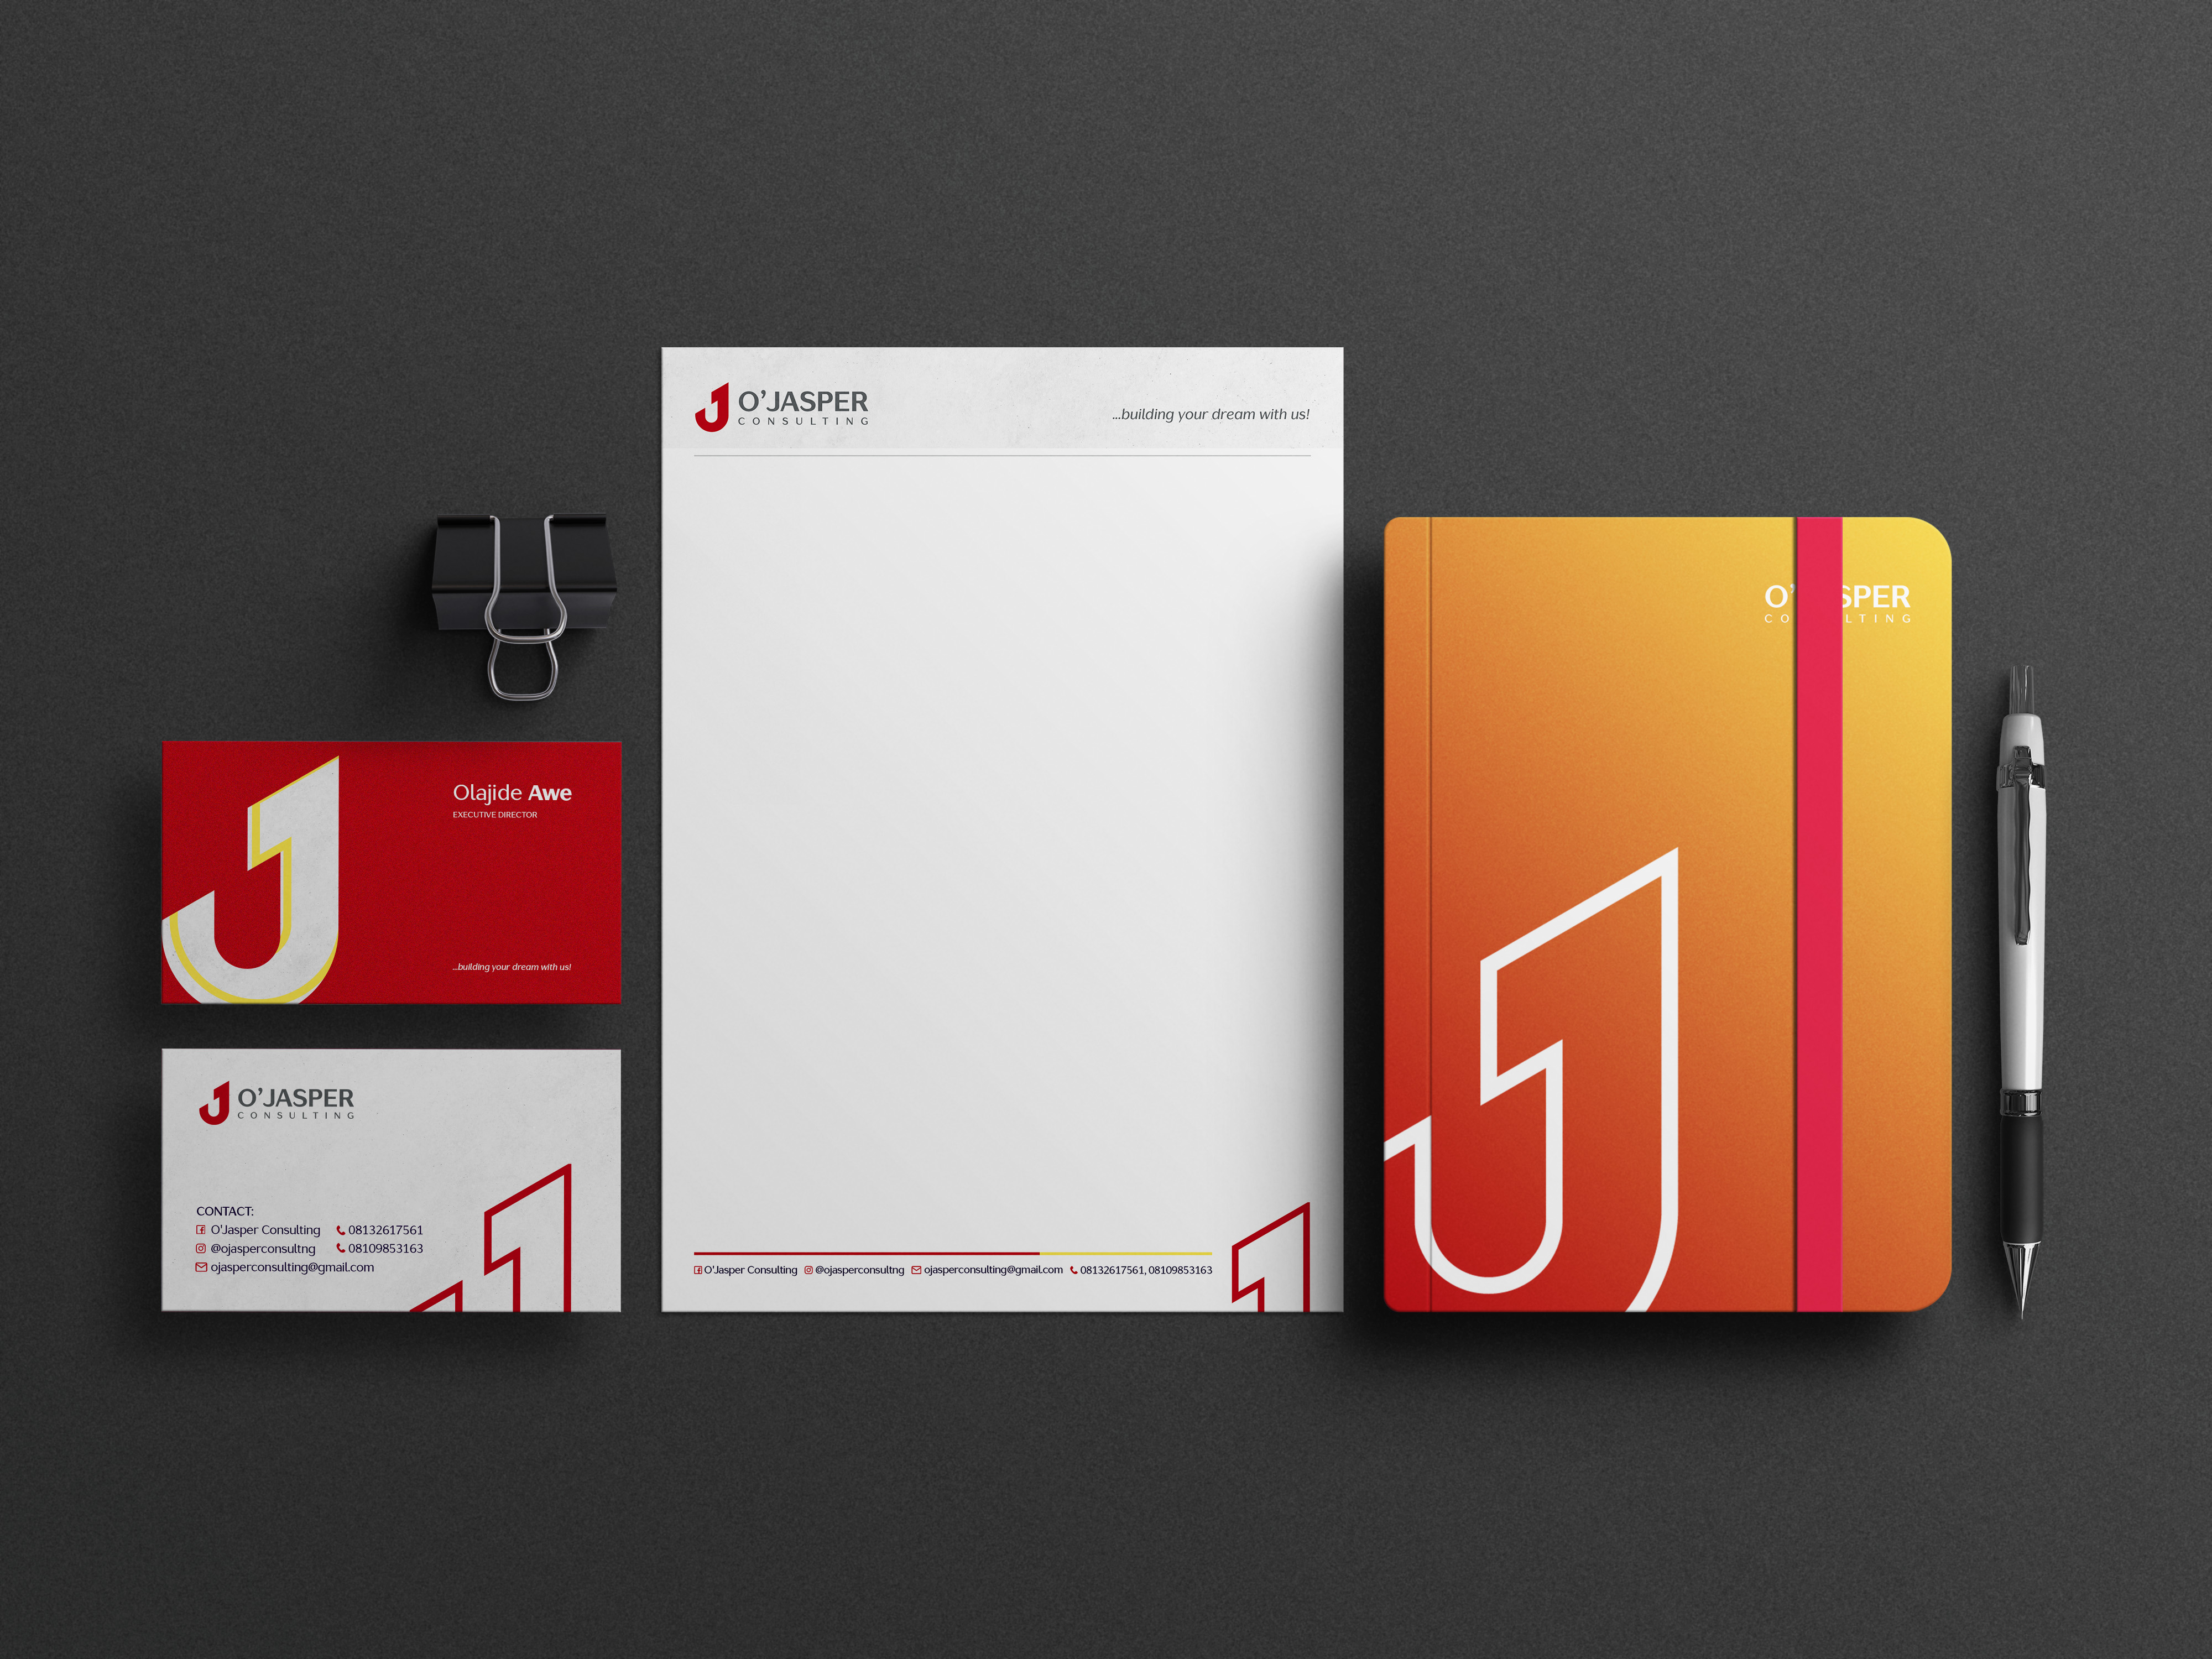 O'JASPER
CONSULTING
...building your dream with us!
O'Jasper Consulting @ojasperconsultng ojasperconsulting@gmail.com 08132617561, 08109853163
Olajide Awe
EXECUTIVE DIRECTOR
...building your dream with us!
O'JASPER
CONSULTING
CONTACT:
O'Jasper Consulting 08132617561
@ojasperconsultng 08109853163
ojasperconsulting@gmail.com
O' SPER
CO LTING